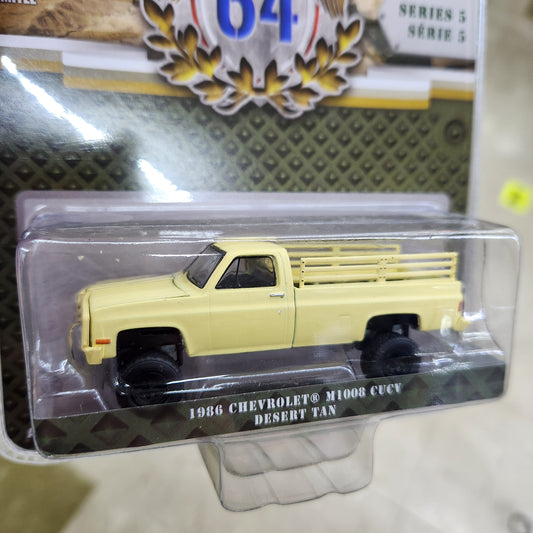 64
SERIES 5
SÉRIE 5
1986 CHEVROLET® M1008 CUCV
DESERT TAN